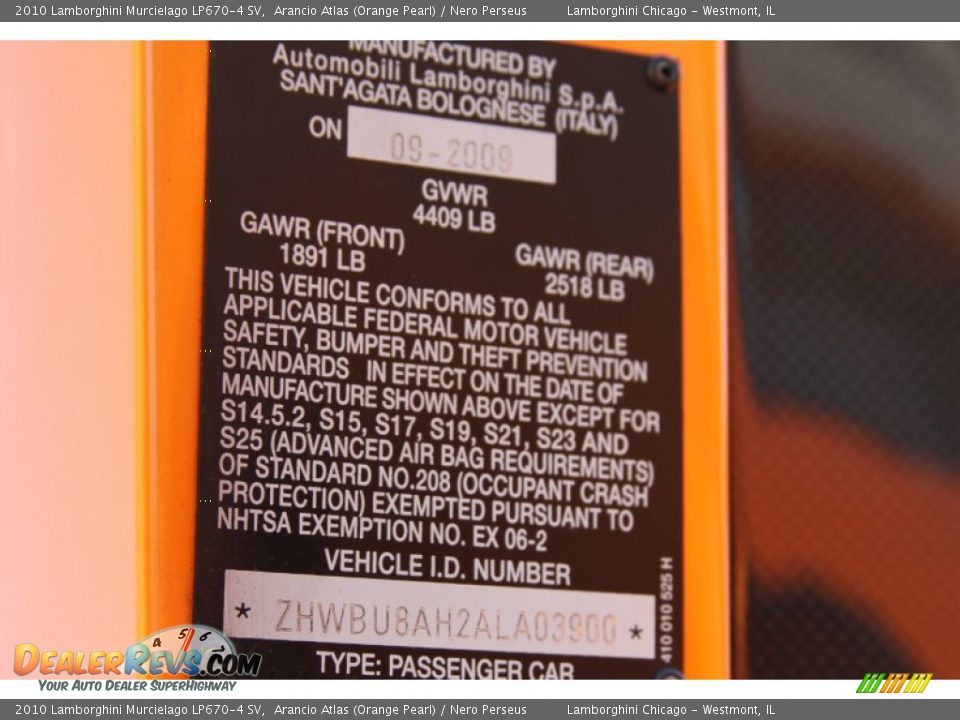 2010 Lamborghini Murcielago LP670-4 SV,  Arancio Atlas (Orange Pearl) / Nero Perseus        Lamborghini Chicago - Westmont, IL
MANUFACTURED BY
Automobili Lamborghini S.p.A.
SANT'AGATA BOLOGNESE (ITALY)
ON 09-2009
GVWR
4409 LB
GAWR (FRONT) GAWR (REAR)
1891 LB 2518 LB
THIS VEHICLE CONFORMS TO ALL
APPLICABLE FEDERAL MOTOR VEHICLE
SAFETY, BUMPER AND THEFT PREVENTION
STANDARDS IN EFFECT ON THE DATE OF
MANUFACTURE SHOWN ABOVE EXCEPT FOR
S14.5.2, S15, S17, S19, S21, S23 AND
S25 (ADVANCED AIR BAG REQUIREMENTS)
OF STANDARD NO.208 (OCCUPANT CRASH
PROTECTION) EXEMPTED PURSUANT TO
NHTSA EXEMPTION NO. EX 06-2
VEHICLE I.D. NUMBER
* ZHWBU8AH2ALA03900 *
TYPE: PASSENGER CAR
410 010 525 H
4 5 6
DEALERREVS.COM
YOUR AUTO DEALER SUPERHIGHWAY
2010 Lamborghini Murcielago LP670-4 SV,  Arancio Atlas (Orange Pearl) / Nero Perseus        Lamborghini Chicago - Westmont, IL